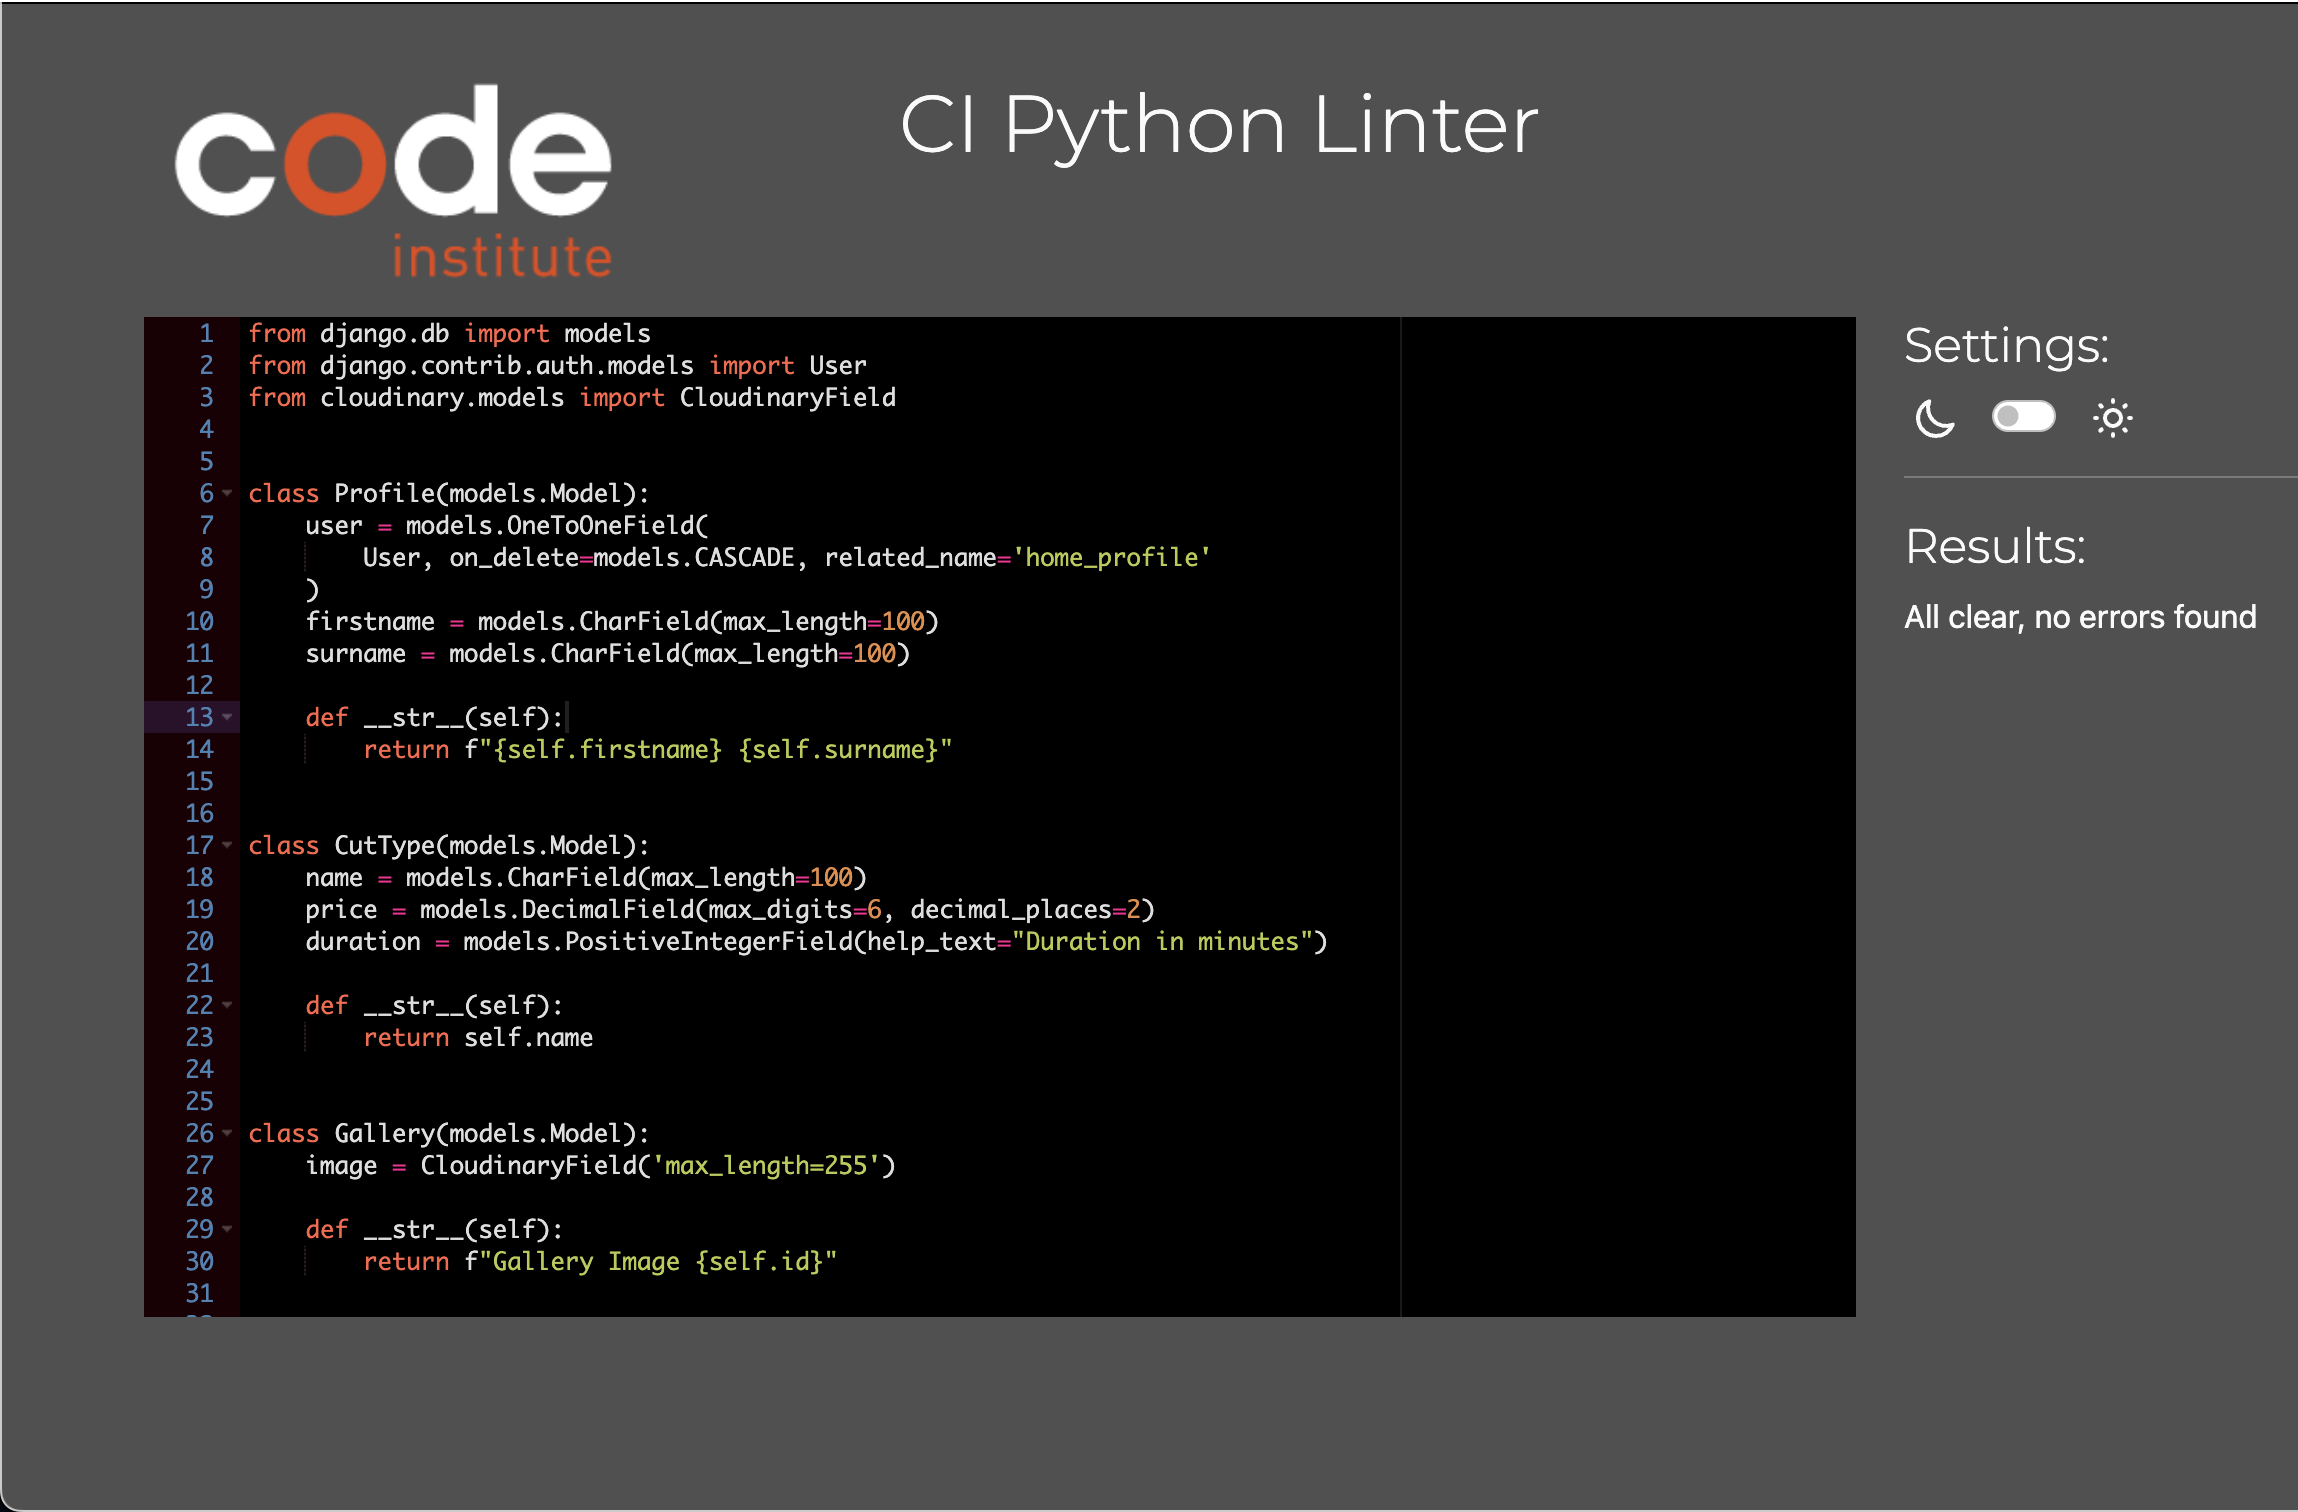 code
institute
CI Python Linter
1 from django.db import models
2 from django.contrib.auth.models import User
3 from cloudinary.models import CloudinaryField
4
5
6 class Profile(models.Model):
7     user = models.OneToOneField(
8         User, on_delete=models.CASCADE, related_name='home_profile'
9     )
10     firstname = models.CharField(max_length=100)
11     surname = models.CharField(max_length=100)
12
13     def __str__(self):
14         return f"{self.firstname} {self.surname}"
15
16
17 class CutType(models.Model):
18     name = models.CharField(max_length=100)
19     price = models.DecimalField(max_digits=6, decimal_places=2)
20     duration = models.PositiveIntegerField(help_text="Duration in minutes")
21
22     def __str__(self):
23         return self.name
24
25
26 class Gallery(models.Model):
27     image = CloudinaryField('max_length=255')
28
29     def __str__(self):
30         return f"Gallery Image {self.id}"
31
Settings:
Results:
All clear, no errors found